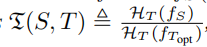 𝔗(S, T) ≜ ℋ_T(f_S) / ℋ_T(f_{T_opt}),